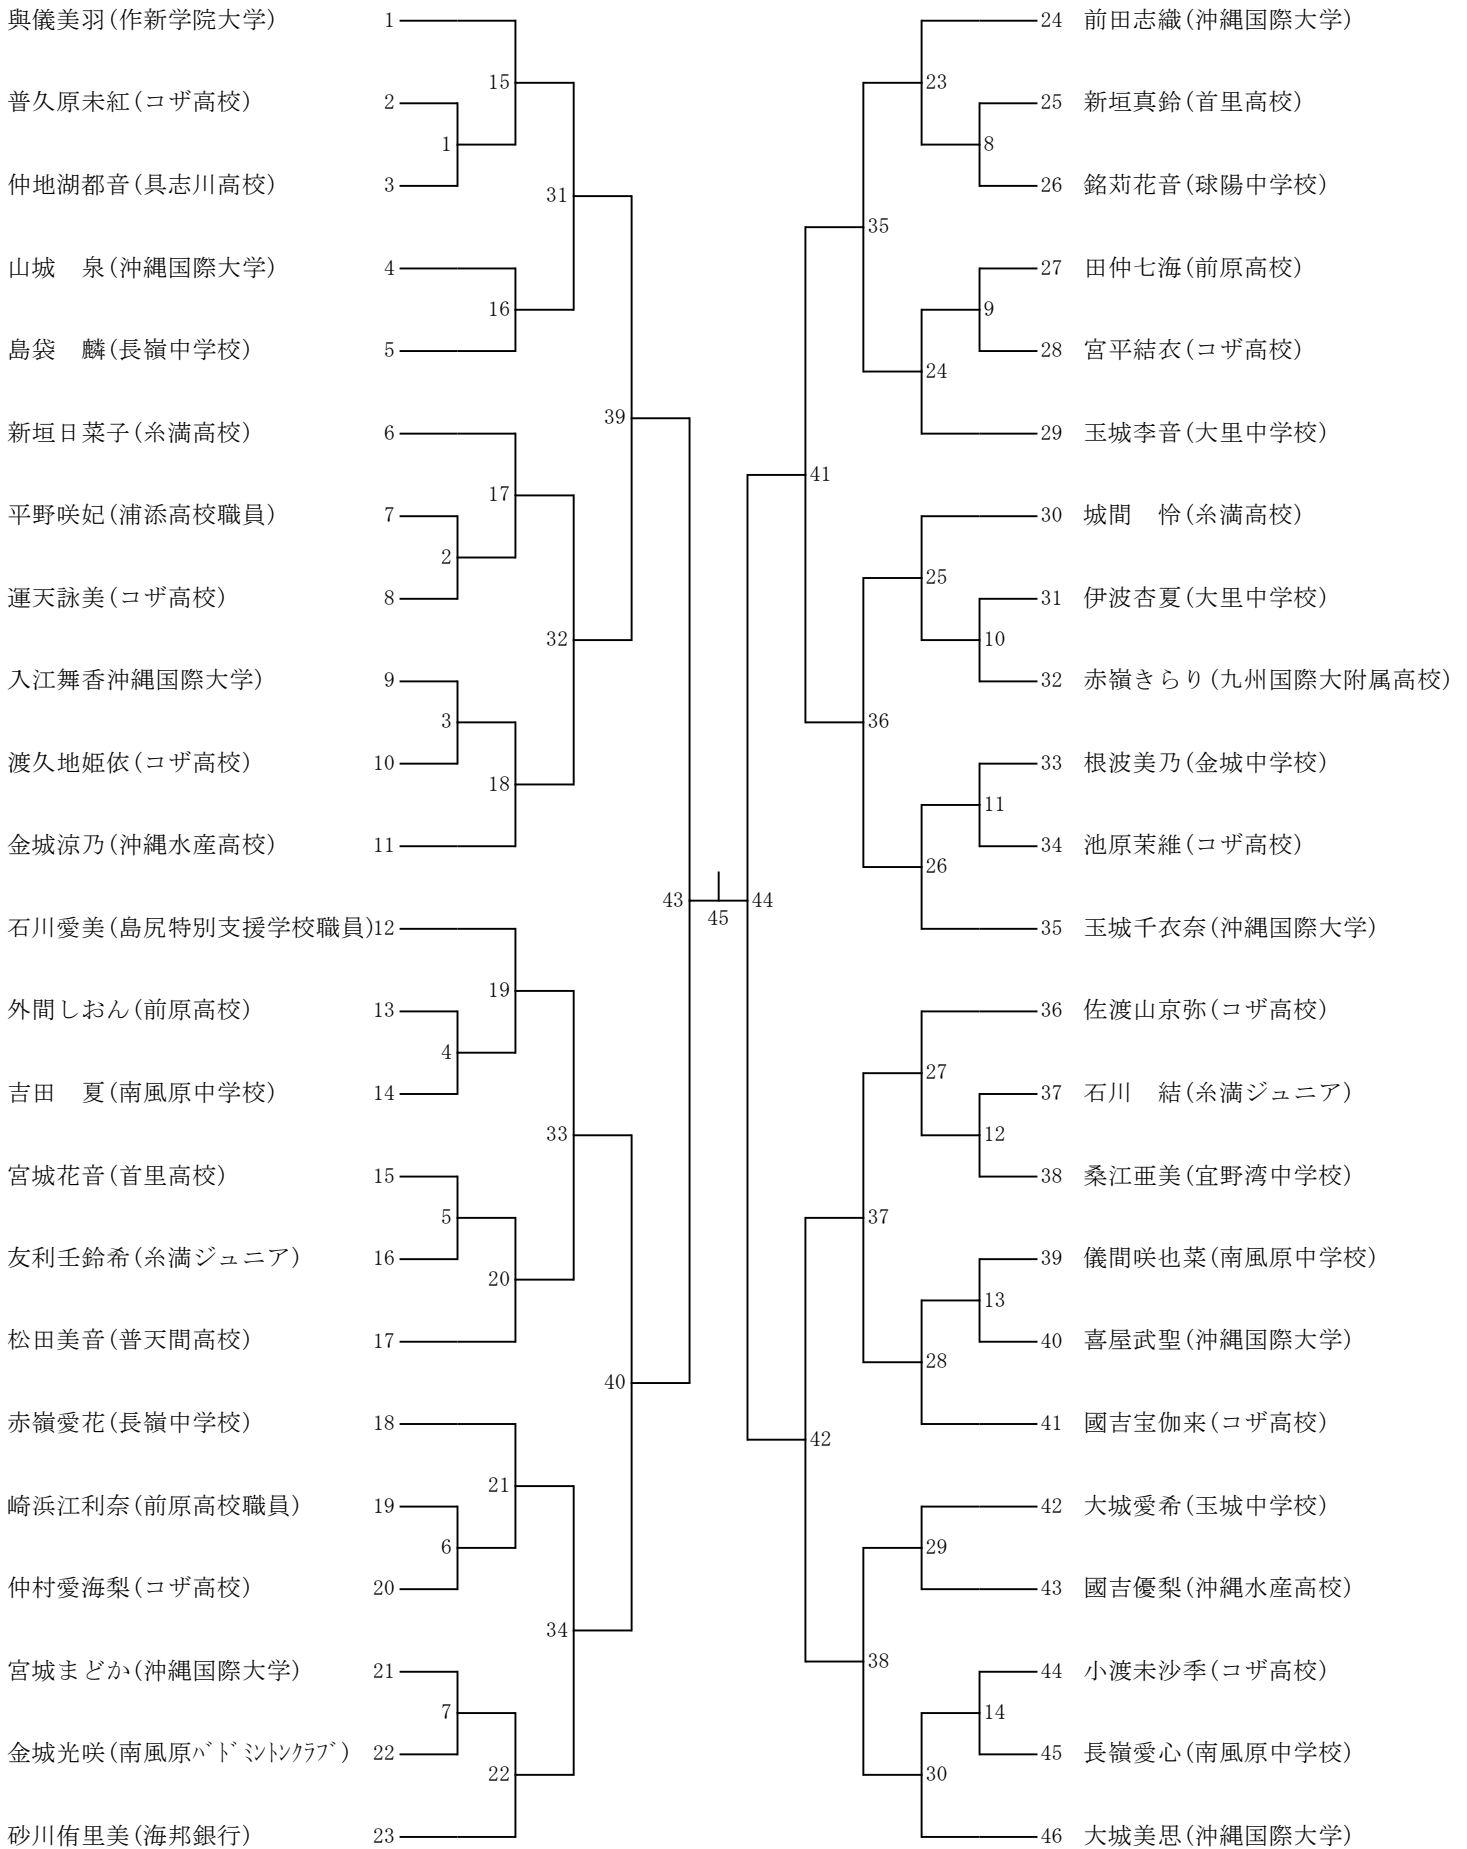 與儀美羽(作新学院大学) 1
15
普久原未紅(コザ高校) 2
1
仲地湖都音(具志川高校) 3
31
山城　泉(沖縄国際大学) 4
16
島袋　麟(長嶺中学校) 5
39
新垣日菜子(糸満高校) 6
17
平野咲妃(浦添高校職員) 7
2
運天詠美(コザ高校) 8
32
入江舞香沖縄国際大学) 9
3
渡久地姫依(コザ高校) 10
18
金城涼乃(沖縄水産高校) 11
43
45
44
石川愛美(島尻特別支援学校職員)12
19
外間しおん(前原高校) 13
4
吉田　夏(南風原中学校) 14
33
宮城花音(首里高校) 15
5
友利壬鈴希(糸満ジュニア) 16
20
松田美音(普天間高校) 17
40
赤嶺愛花(長嶺中学校) 18
21
崎浜江利奈(前原高校職員) 19
6
仲村愛海梨(コザ高校) 20
34
宮城まどか(沖縄国際大学) 21
7
金城光咲(南風原ﾊﾞﾄﾞﾐﾝﾄﾝｸﾗﾌﾞ) 22
22
砂川侑里美(海邦銀行) 23
24 前田志織(沖縄国際大学)
23
25 新垣真鈴(首里高校)
8
26 銘苅花音(球陽中学校)
35
27 田仲七海(前原高校)
9
28 宮平結衣(コザ高校)
24
29 玉城李音(大里中学校)
41
30 城間　怜(糸満高校)
25
31 伊波杏夏(大里中学校)
10
32 赤嶺きらり(九州国際大附属高校)
36
33 根波美乃(金城中学校)
11
34 池原茉維(コザ高校)
26
35 玉城千衣奈(沖縄国際大学)
36 佐渡山京弥(コザ高校)
27
37 石川　結(糸満ジュニア)
12
38 桑江亜美(宜野湾中学校)
37
39 儀間咲也菜(南風原中学校)
13
40 喜屋武聖(沖縄国際大学)
28
41 國吉宝伽来(コザ高校)
42
42 大城愛希(玉城中学校)
29
43 國吉優梨(沖縄水産高校)
38
44 小渡未沙季(コザ高校)
14
45 長嶺愛心(南風原中学校)
30
46 大城美思(沖縄国際大学)